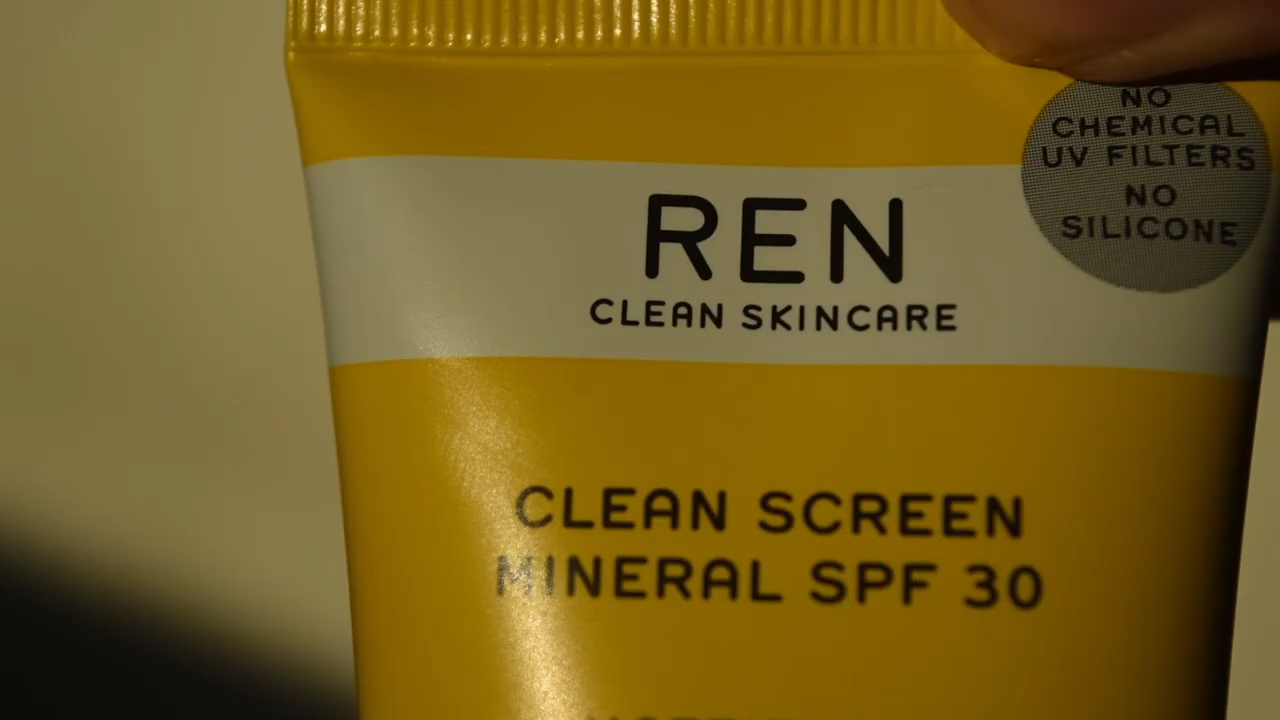 NO
CHEMICAL
UV FILTERS
NO
SILICONE
REN
CLEAN SKINCARE
CLEAN SCREEN
MINERAL SPF 30